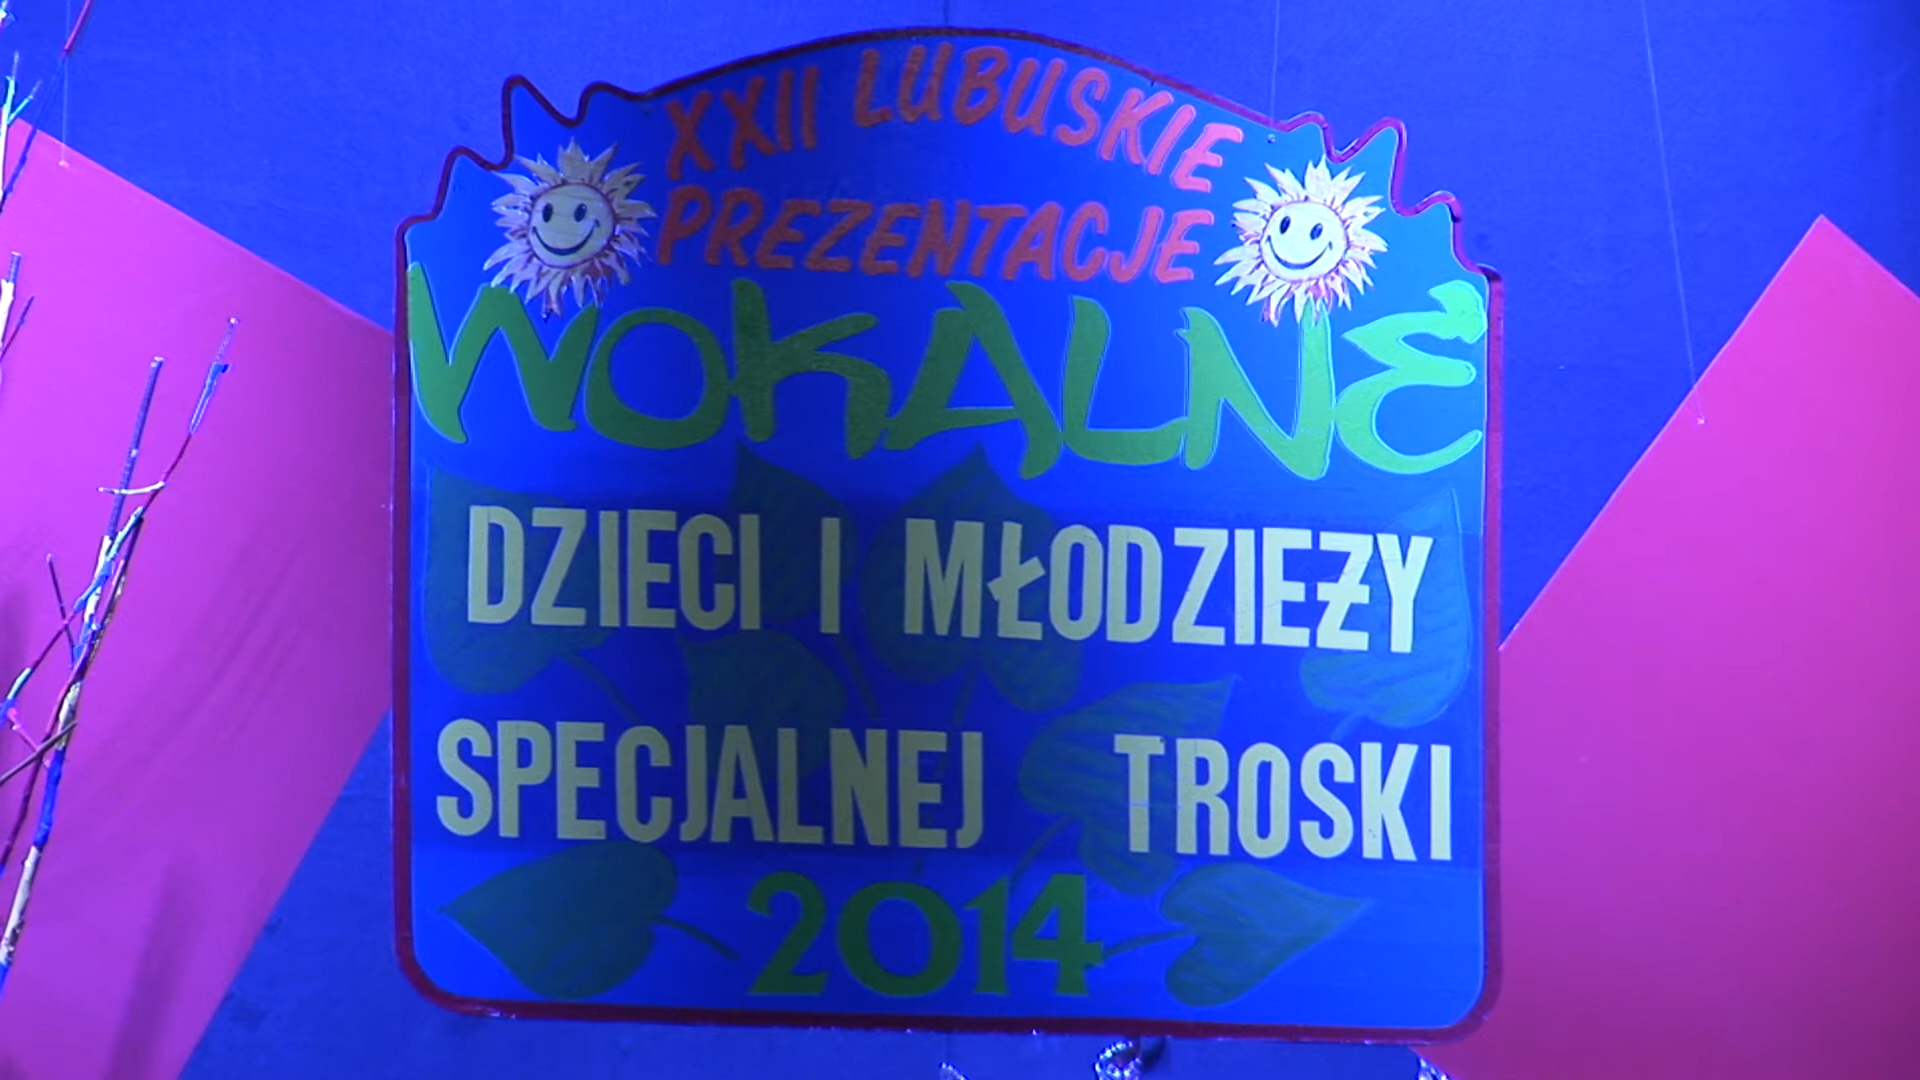 XXII LUBUSKIE
PREZENTACJE
WOKALNE
DZIECI I MŁODZIEŻY
SPECJALNEJ TROSKI
2014